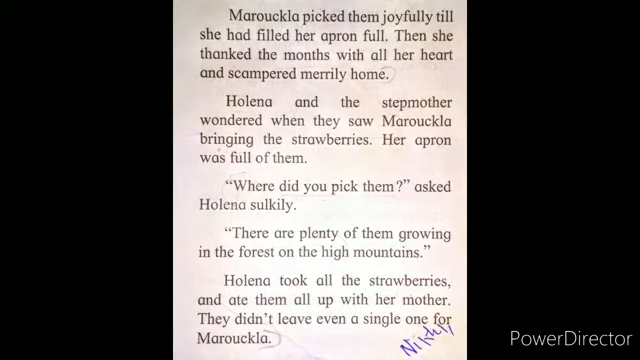 Marouckla picked them joyfully till
she had filled her apron full. Then she
thanked the months with all her heart
and scampered merrily home.
Holena and the stepmother
wondered when they saw Marouckla
bringing the strawberries. Her apron
was full of them.
“Where did you pick them?” asked
Holena sulkily.
“There are plenty of them growing
in the forest on the high mountains.”
Holena took all the strawberries,
and ate them all up with her mother.
They didn’t leave even a single one for
Marouckla.
PowerDirector